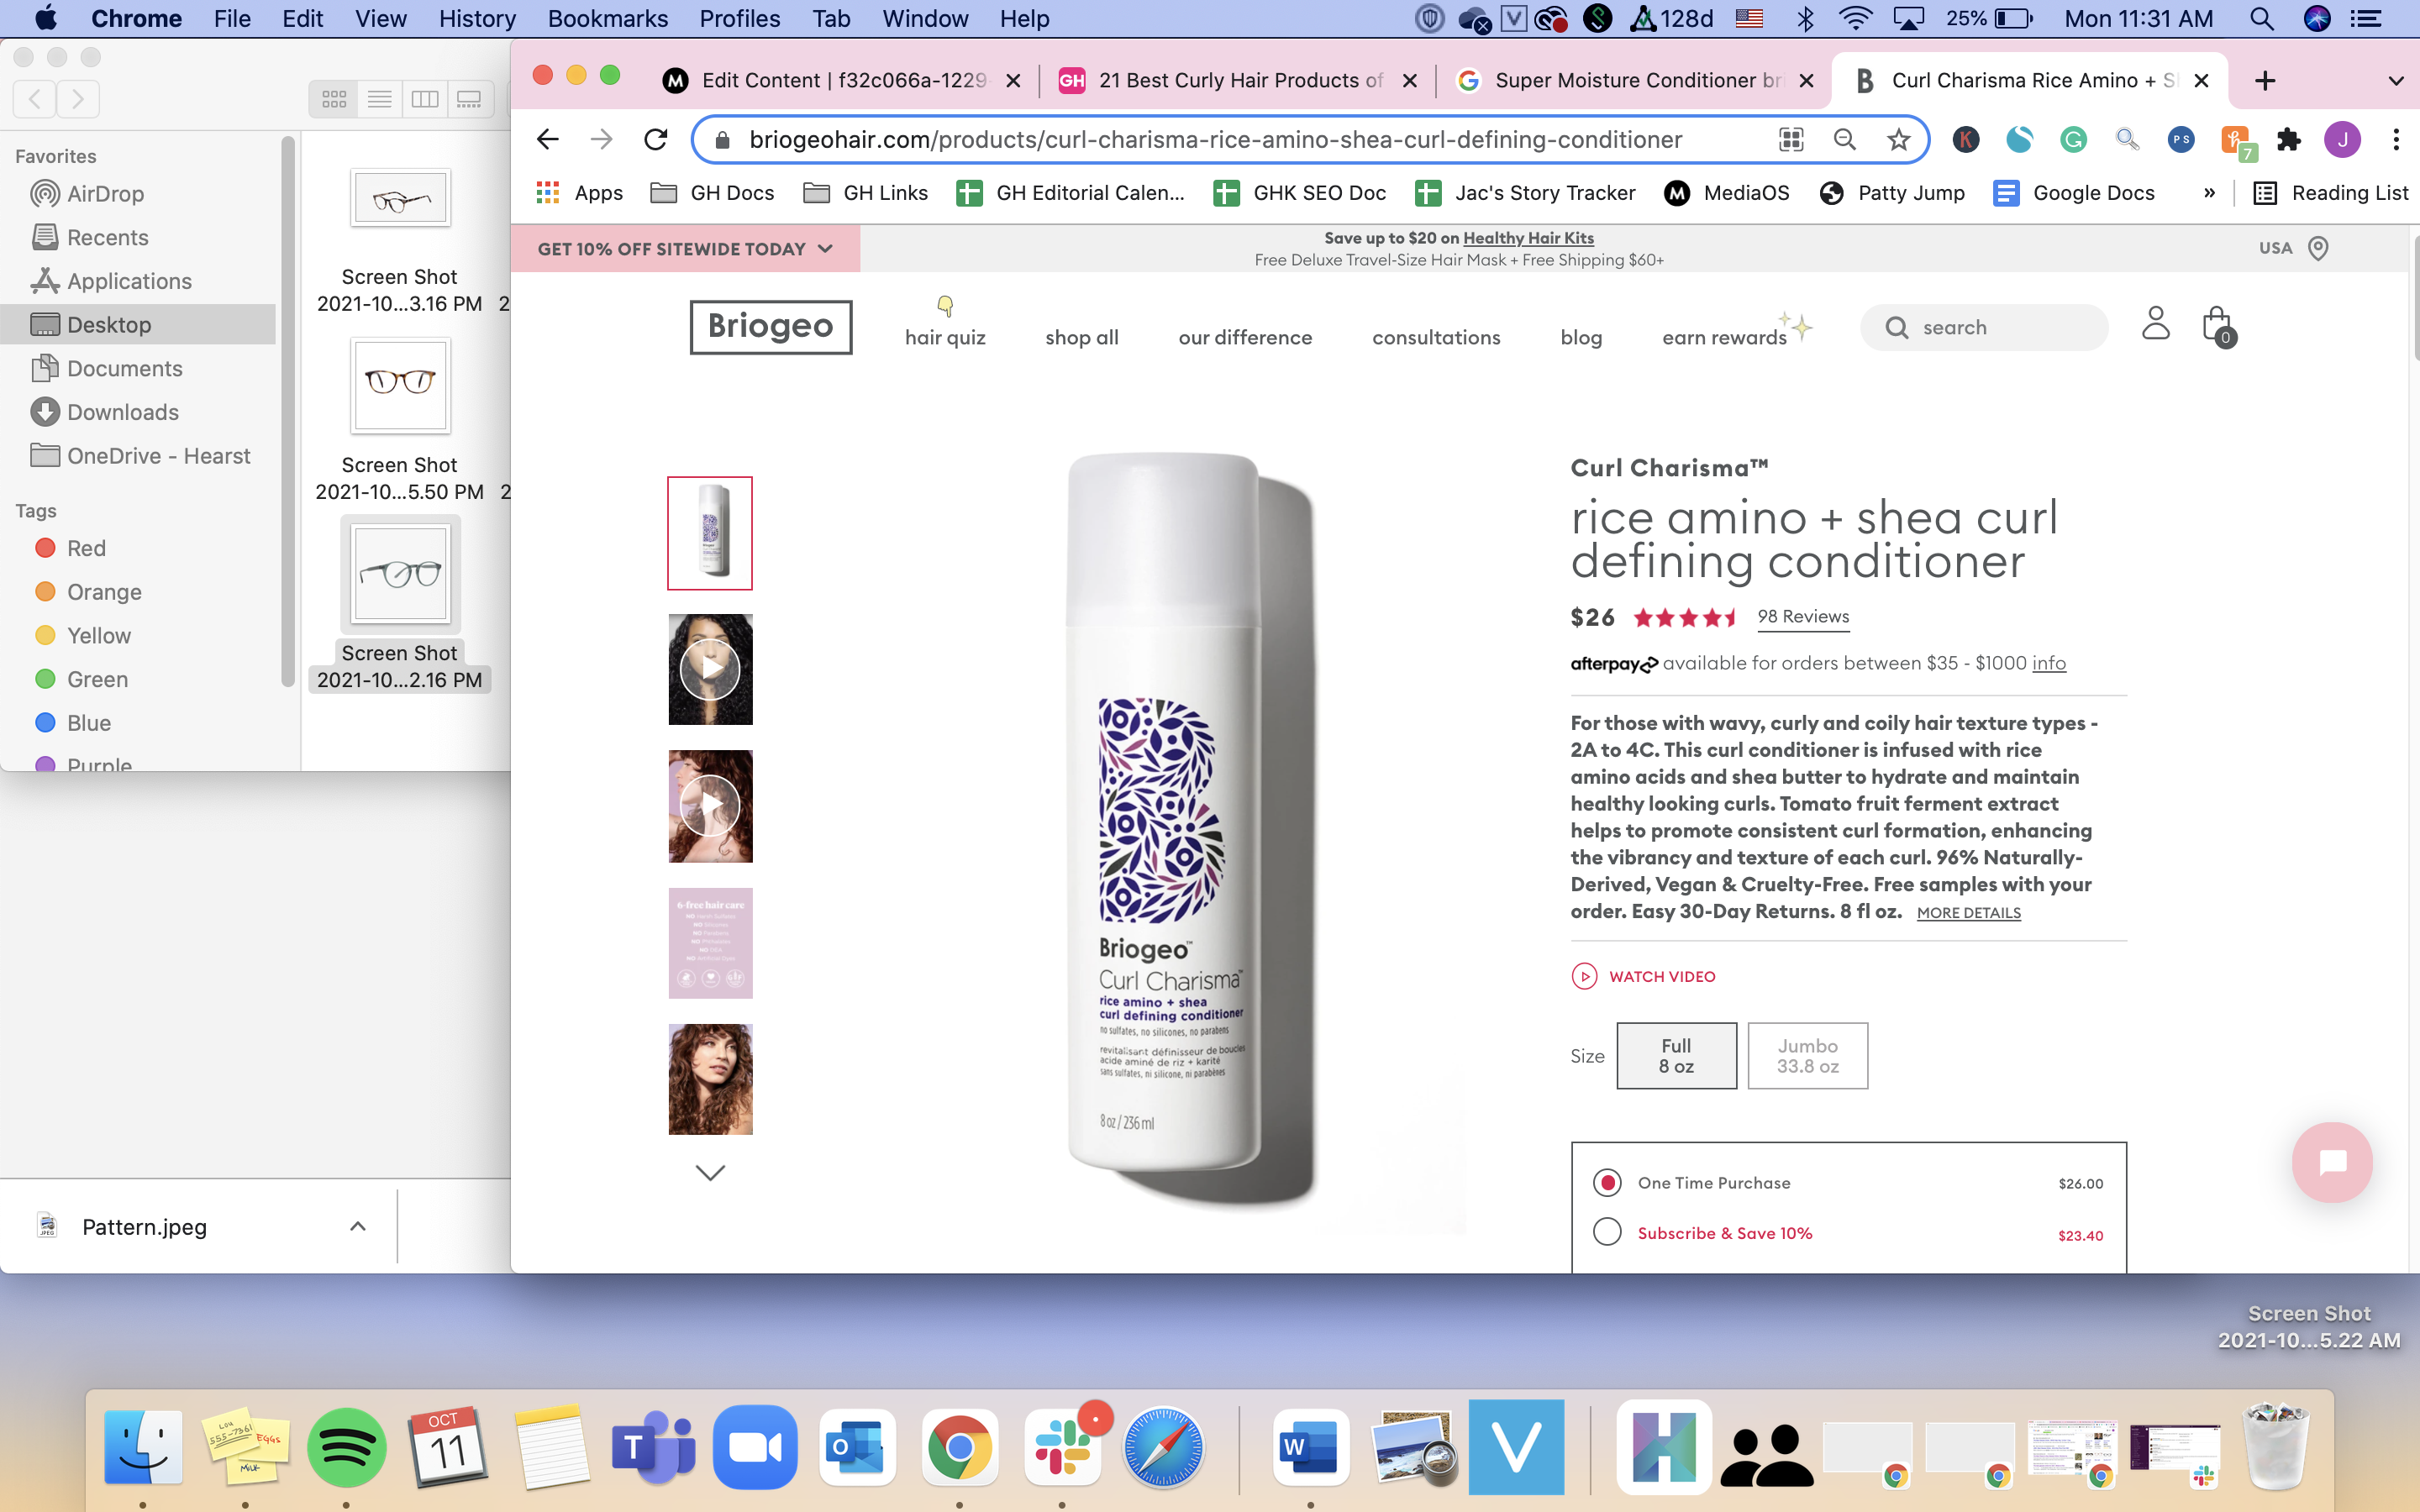 Chrome File Edit View History Bookmarks Profiles Tab Window Help
128d 25% Mon 11:31 AM
Favorites
AirDrop
Recents
Applications
Desktop
Documents
Downloads
OneDrive - Hearst
Tags
Red
Orange
Yellow
Green
Blue
Purple
Screen Shot
2021-10...3.16 PM
Screen Shot
2021-10...5.50 PM
Screen Shot
2021-10...2.16 PM
Pattern.jpeg
Edit Content | f32c066a-1229
21 Best Curly Hair Products of
Super Moisture Conditioner bri
Curl Charisma Rice Amino + S
briogeohair.com/products/curl-charisma-rice-amino-shea-curl-defining-conditioner
7
J
Apps GH Docs GH Links GH Editorial Calen... GHK SEO Doc Jac's Story Tracker MediaOS Patty Jump Google Docs » Reading List
GET 10% OFF SITEWIDE TODAY
Save up to $20 on Healthy Hair Kits
Free Deluxe Travel-Size Hair Mask + Free Shipping $60+
USA
Briogeo
hair quiz shop all our difference consultations blog earn rewards
search
0
6-free hair care
Briogeo™
Curl Charisma™
rice amino + shea
curl defining conditioner
no sulfates, no silicones, no parabens
revitalisant définisseur de boucles
acide aminé de riz + karité
sans sulfates, ni silicone, ni parabènes
8 oz / 236 ml
Curl Charisma™
rice amino + shea curl
defining conditioner
$26 98 Reviews
afterpay available for orders between $35 - $1000 info
For those with wavy, curly and coily hair texture types -
2A to 4C. This curl conditioner is infused with rice
amino acids and shea butter to hydrate and maintain
healthy looking curls. Tomato fruit ferment extract
helps to promote consistent curl formation, enhancing
the vibrancy and texture of each curl. 96% Naturally-
Derived, Vegan & Cruelty-Free. Free samples with your
order. Easy 30-Day Returns. 8 fl oz. MORE DETAILS
WATCH VIDEO
Size
Full
8 oz
Jumbo
33.8 oz
One Time Purchase $26.00
Subscribe & Save 10% $23.40
Screen Shot
2021-10...5.22 AM
OCT
11